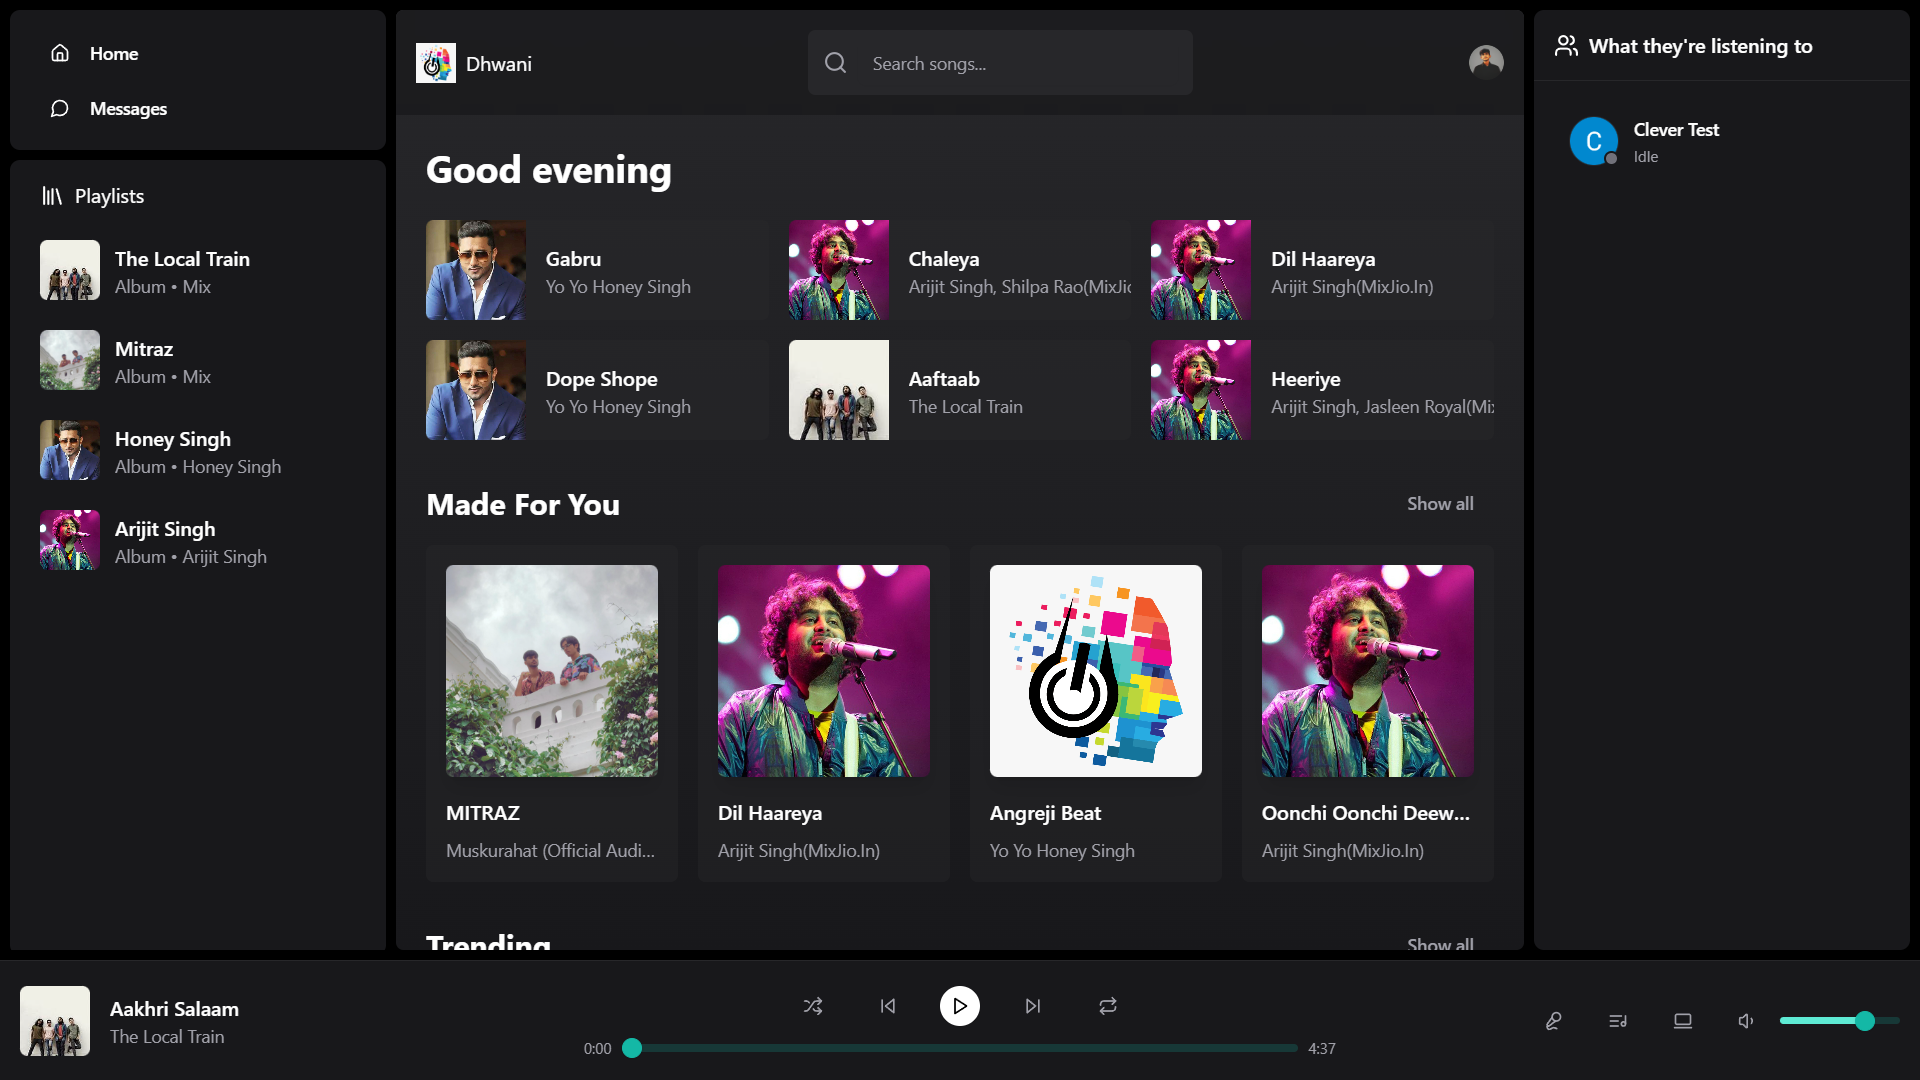 Home
Messages
Playlists
The Local Train
Album • Mix
Mitraz
Album • Mix
Honey Singh
Album • Honey Singh
Arijit Singh
Album • Arijit Singh
Dhwani
Search songs...
Good evening
Gabru
Yo Yo Honey Singh
Chaleya
Arijit Singh, Shilpa Rao(MixJio
Dil Haareya
Arijit Singh(MixJio.In)
Dope Shope
Yo Yo Honey Singh
Aaftaab
The Local Train
Heeriye
Arijit Singh, Jasleen Royal(Mix
Made For You
Show all
MITRAZ
Muskurahat (Official Audi...
Dil Haareya
Arijit Singh(MixJio.In)
Angreji Beat
Yo Yo Honey Singh
Oonchi Oonchi Deew...
Arijit Singh(MixJio.In)
Trending
Show all
What they're listening to
C
Clever Test
Idle
Aakhri Salaam
The Local Train
0:00
4:37